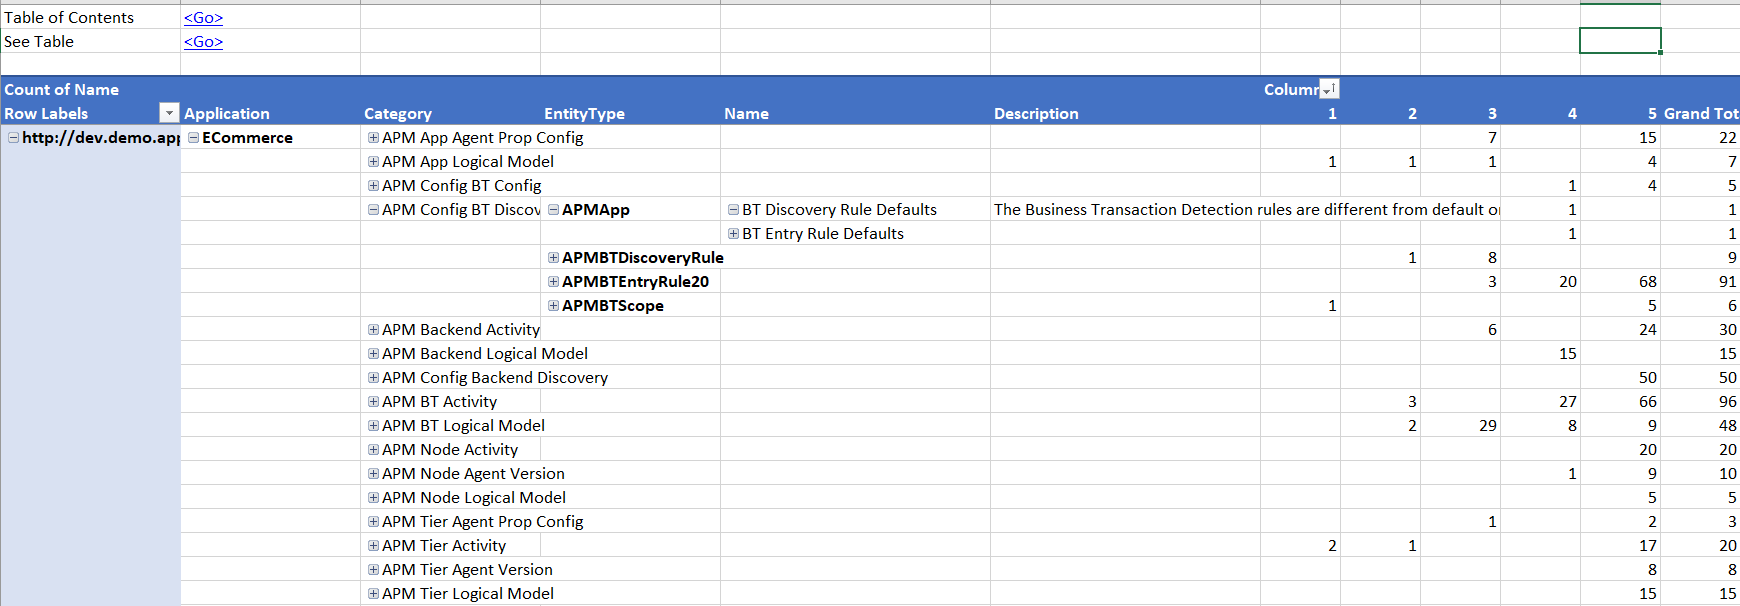 Table of Contents <Go>
See Table <Go>
Count of Name Column
Row Labels Application Category EntityType Name Description 1 2 3 4 5 Grand Tot
http://dev.demo.app ECommerce APM App Agent Prop Config 7 15 22
APM App Logical Model 1 1 1 4 7
APM Config BT Config 1 4 5
APM Config BT Discov APMApp BT Discovery Rule Defaults The Business Transaction Detection rules are different from default o 1 1
BT Entry Rule Defaults 1 1
APMBTDiscoveryRule 1 8 9
APMBTEntryRule20 3 20 68 91
APMBTScope 1 5 6
APM Backend Activity 6 24 30
APM Backend Logical Model 15 15
APM Config Backend Discovery 50 50
APM BT Activity 3 27 66 96
APM BT Logical Model 2 29 8 9 48
APM Node Activity 20 20
APM Node Agent Version 1 9 10
APM Node Logical Model 5 5
APM Tier Agent Prop Config 1 2 3
APM Tier Activity 2 1 17 20
APM Tier Agent Version 8 8
APM Tier Logical Model 15 15